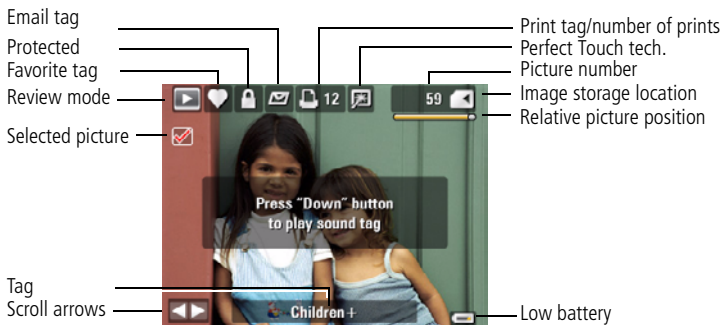 Email tag
Protected
Favorite tag
Review mode
Selected picture
Tag
Scroll arrows
12
59
Press "Down" button
to play sound tag
Children+
Print tag/number of prints
Perfect Touch tech.
Picture number
Image storage location
Relative picture position
Low battery